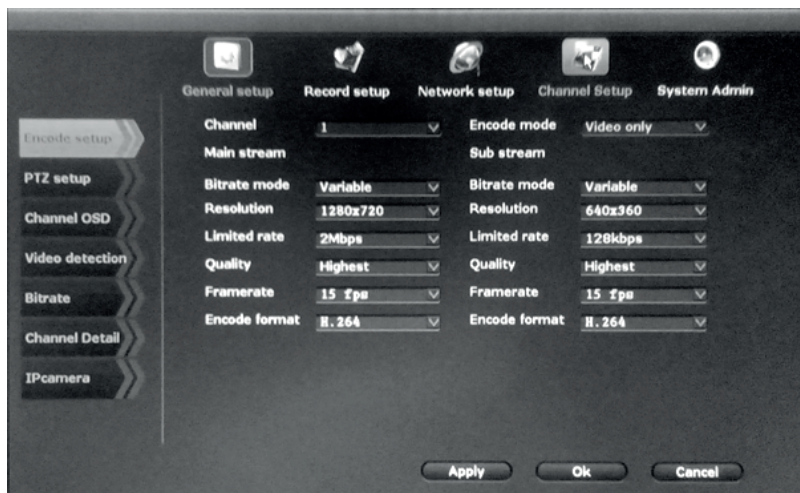 General setup Record setup Network setup Channel Setup System Admin
Encode setup
PTZ setup
Channel OSD
Video detection
Bitrate
Channel Detail
IPcamera
Channel 1 Encode mode Video only
Main stream Sub stream
Bitrate mode Variable Bitrate mode Variable
Resolution 1280x720 Resolution 640x360
Limited rate 2Mbps Limited rate 128kbps
Quality Highest Quality Highest
Framerate 15 fps Framerate 15 fps
Encode format H.264 Encode format H.264
Apply Ok Cancel